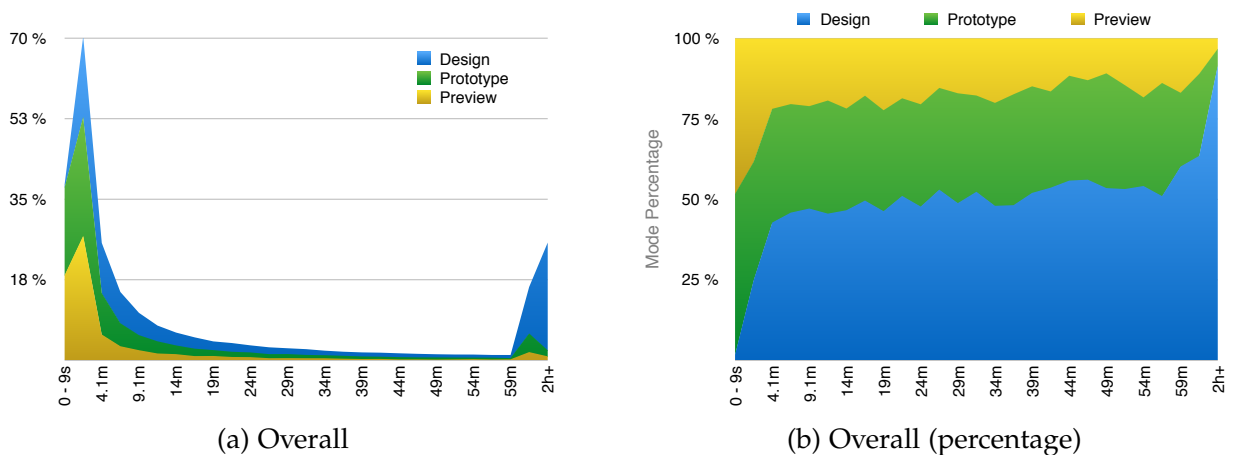 70 %
53 %
35 %
18 %
Design
Prototype
Preview
0 - 9s
4.1m
9.1m
14m
19m
24m
29m
34m
39m
44m
49m
54m
59m
2h+
(a) Overall
Design Prototype Preview
100 %
75 %
50 %
25 %
Mode Percentage
0 - 9s
4.1m
9.1m
14m
19m
24m
29m
34m
39m
44m
49m
54m
59m
2h+
(b) Overall (percentage)